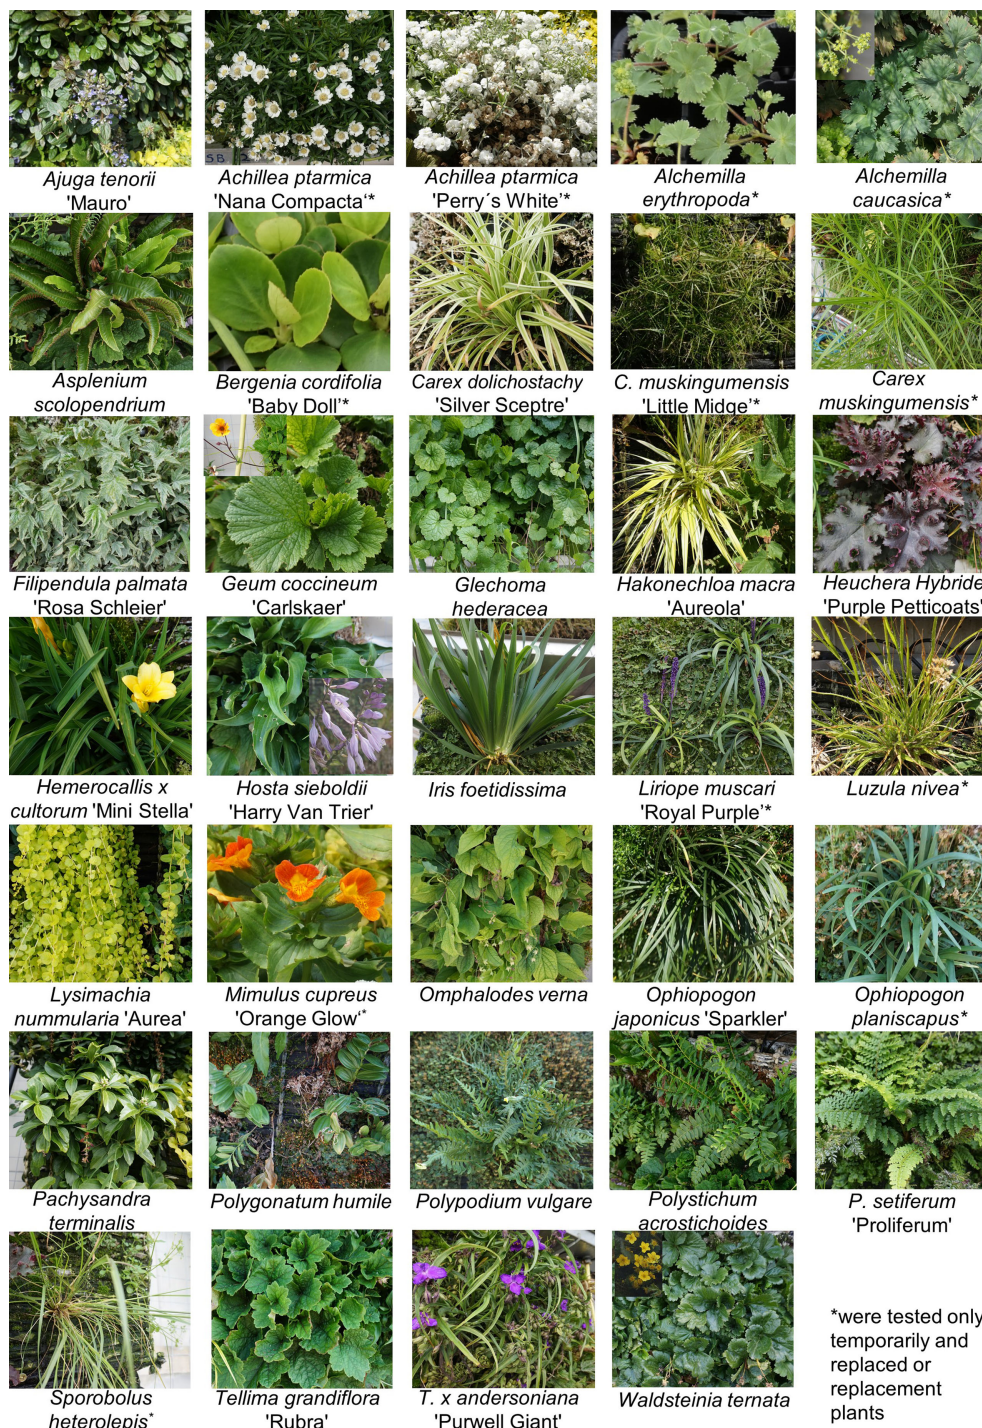 Ajuga tenorii
'Mauro'
Achillea ptarmica
'Nana Compacta‘*
Achillea ptarmica
'Perry´s White’*
Alchemilla
erythropoda*
Alchemilla
caucasica*
Asplenium
scolopendrium
Bergenia cordifolia
'Baby Doll’*
Carex dolichostachy
'Silver Sceptre'
C. muskingumensis
'Little Midge’*
Carex
muskingumensis*
Filipendula palmata
'Rosa Schleier'
Geum coccineum
'Carlskaer'
Glechoma
hederacea
Hakonechloa macra
'Aureola'
Heuchera Hybride
'Purple Petticoats'
Hemerocallis x
cultorum 'Mini Stella'
Hosta sieboldii
'Harry Van Trier'
Iris foetidissima
Liriope muscari
'Royal Purple’*
Luzula nivea*
Lysimachia
nummularia 'Aurea'
Mimulus cupreus
'Orange Glow‘*
Omphalodes verna
Ophiopogon
japonicus 'Sparkler'
Ophiopogon
planiscapus*
Pachysandra
terminalis
Polygonatum humile
Polypodium vulgare
Polystichum
acrostichoides
P. setiferum
'Proliferum'
Sporobolus
heterolepis*
Tellima grandiflora
'Rubra'
T. x andersoniana
'Purwell Giant'
Waldsteinia ternata
*were tested only
temporarily and
replaced or
replacement
plants